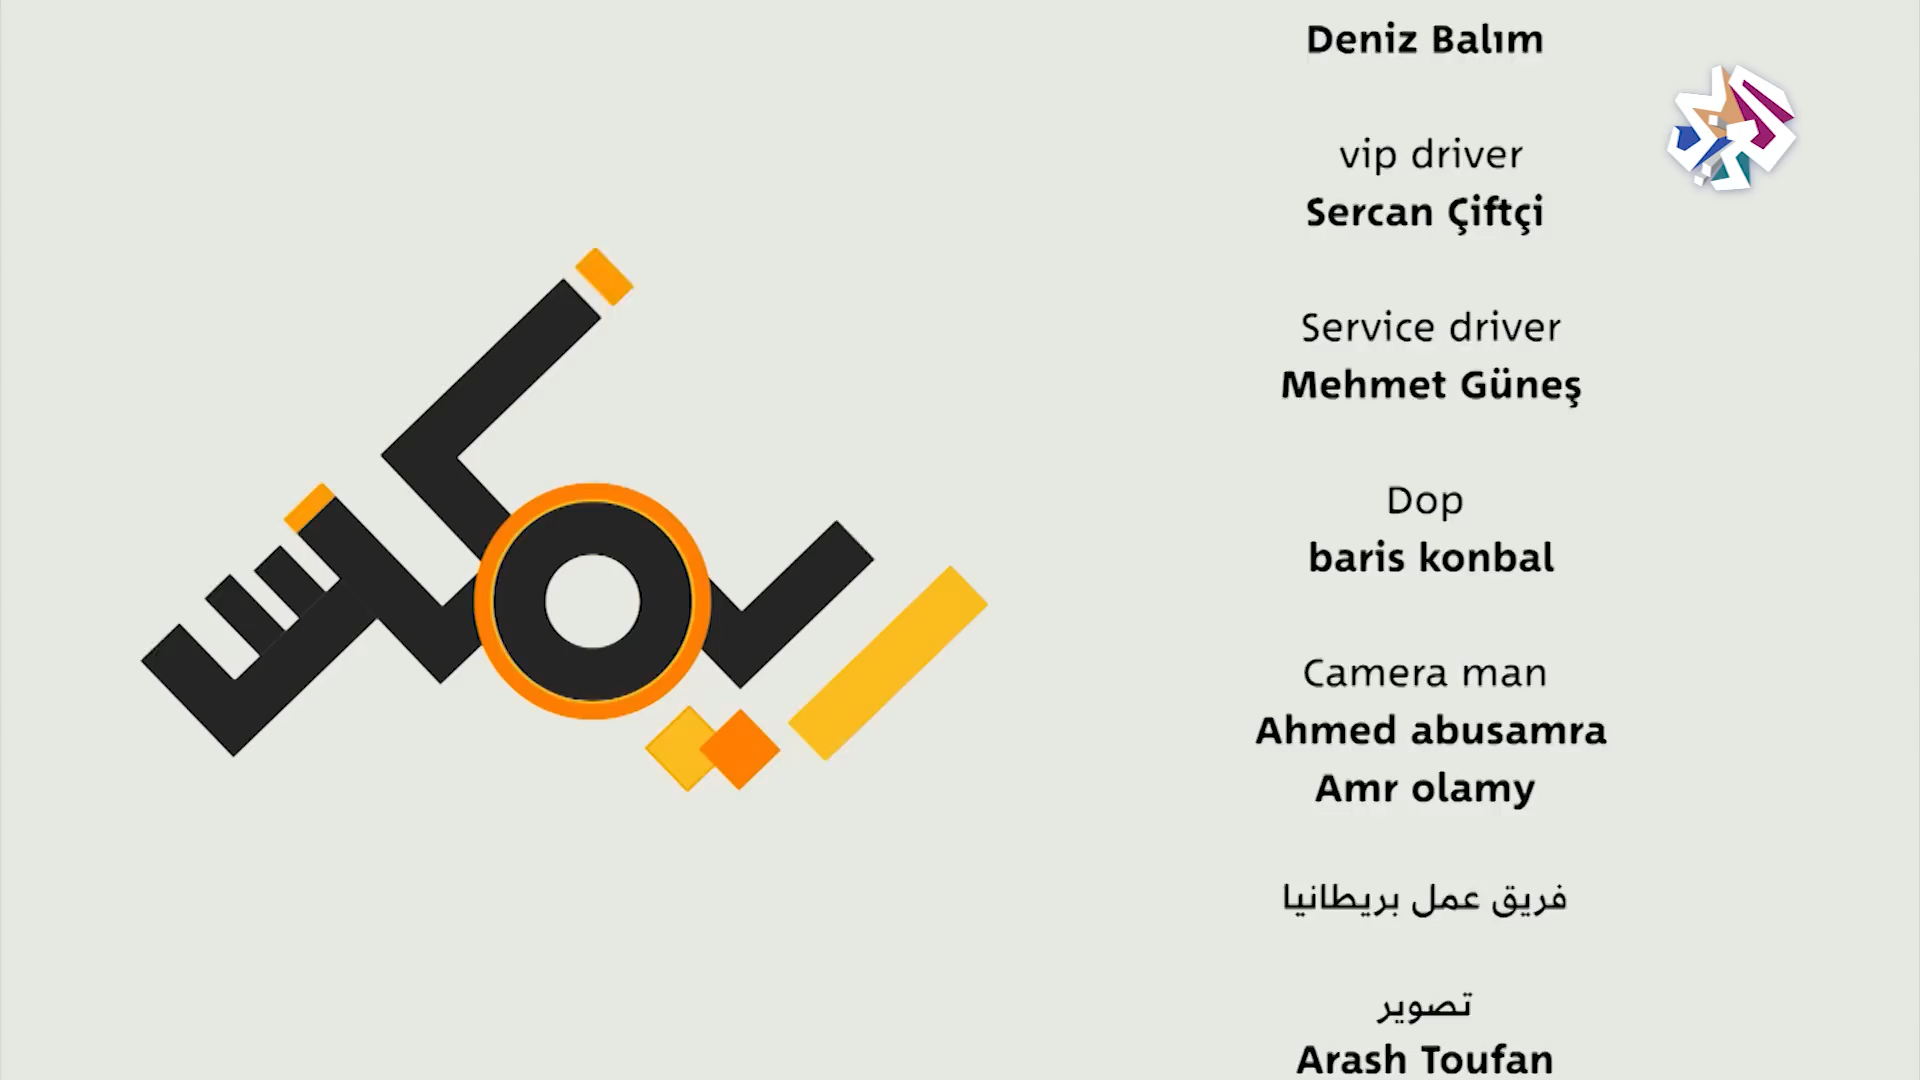 Deniz Balım
vip driver
Sercan Çiftçi
Service driver
Mehmet Güneş
Dop
baris konbal
Camera man
Ahmed abusamra
Amr olamy
فريق عمل بريطانيا
تصوير
Arash Toufan